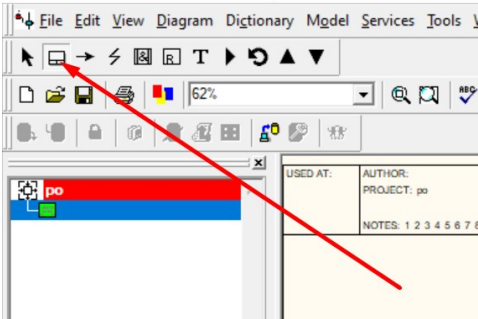 File Edit View Diagram Dictionary Model Services Tools
R T
62%
ABC
po
USED AT: AUTHOR:
PROJECT: po
NOTES: 1 2 3 4 5 6 7 8